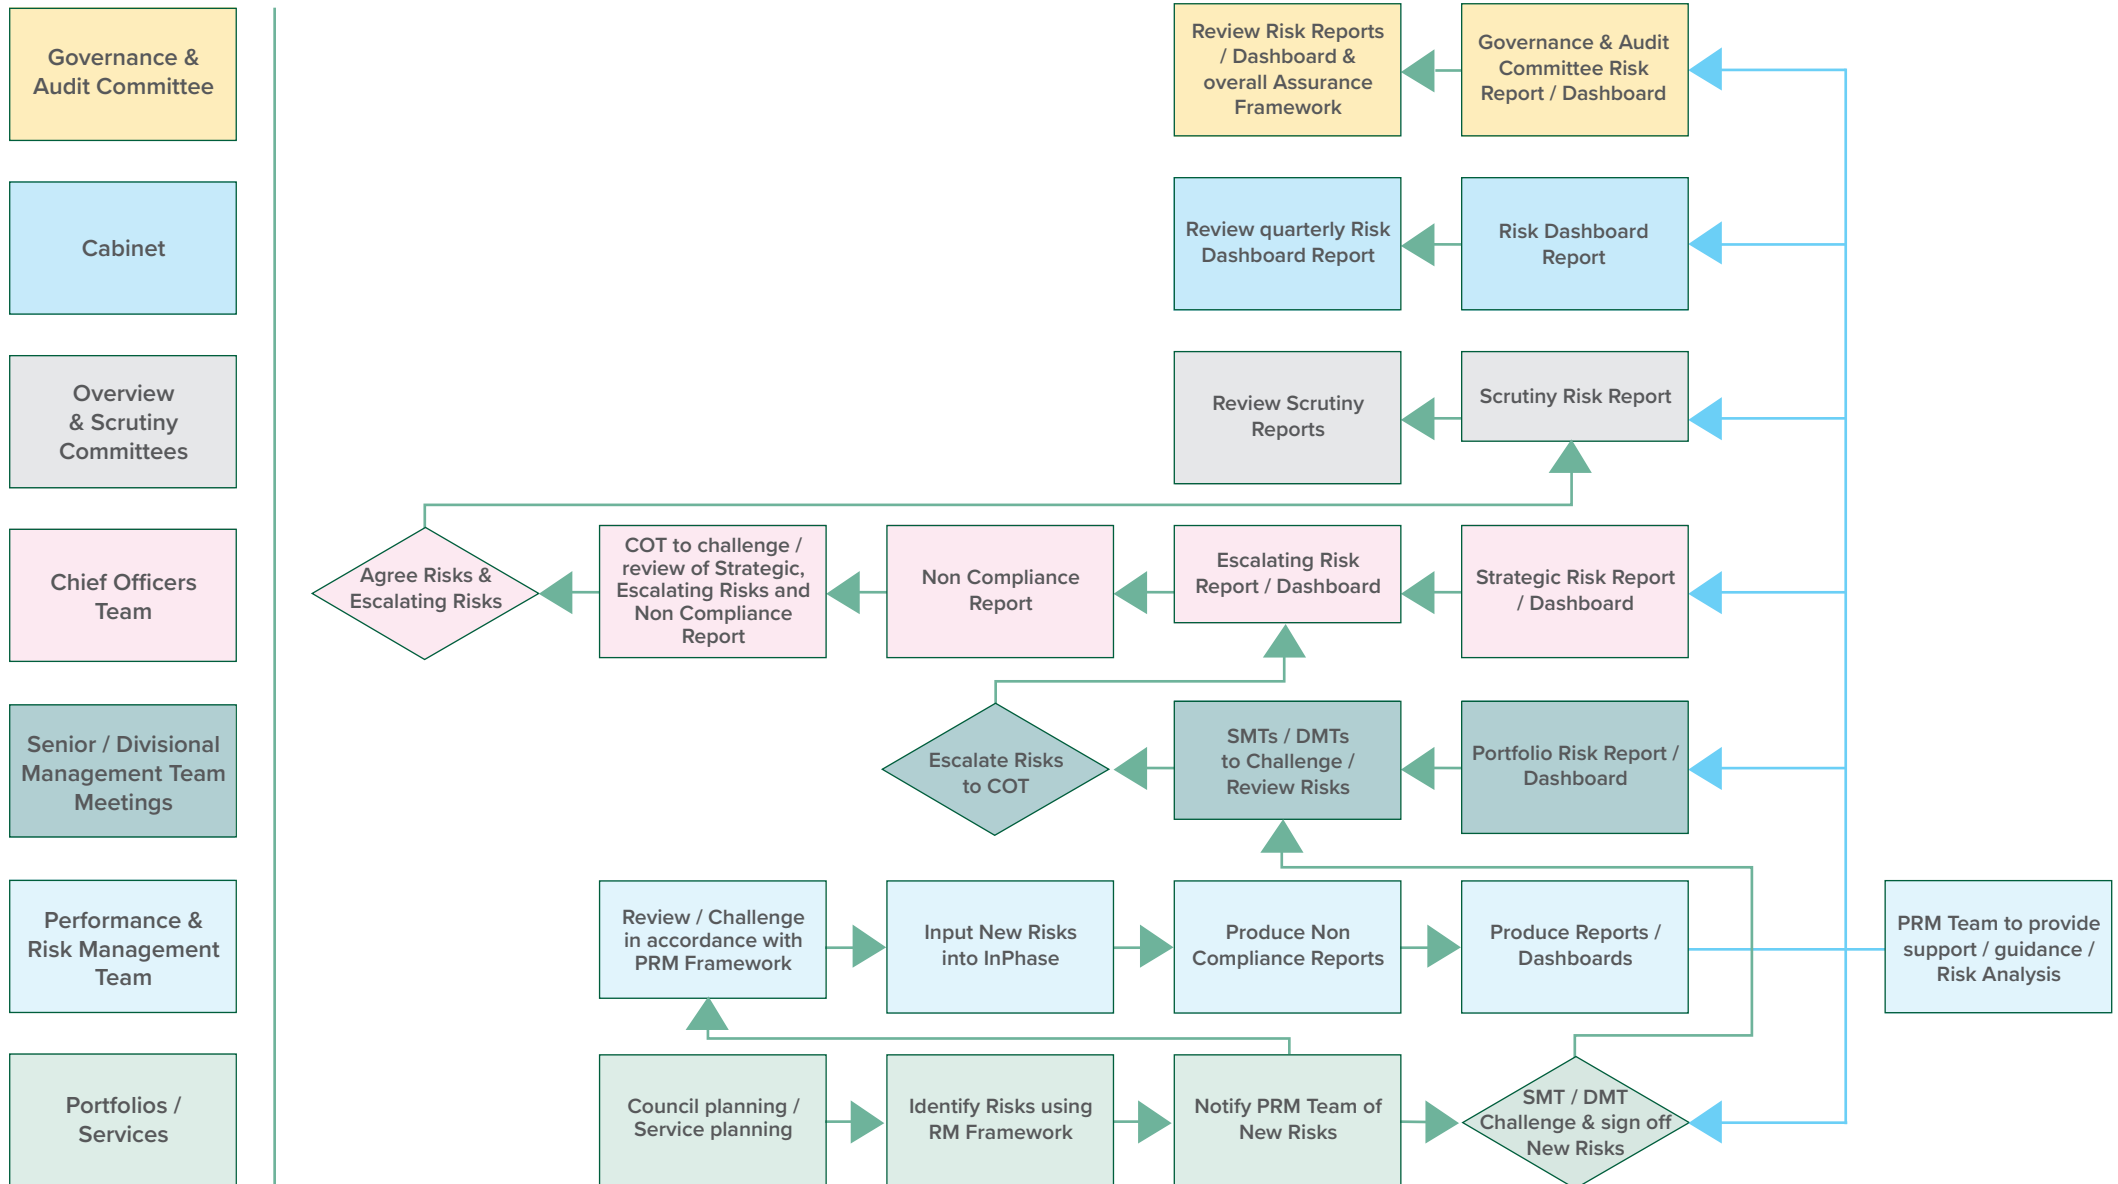 Governance &
Audit Committee
Review Risk Reports
/ Dashboard &
overall Assurance
Framework
Governance & Audit
Committee Risk
Report / Dashboard
Cabinet
Review quarterly Risk
Dashboard Report
Risk Dashboard
Report
Overview
& Scrutiny
Committees
Review Scrutiny
Reports
Scrutiny Risk Report
Chief Officers
Team
Agree Risks &
Escalating Risks
COT to challenge /
review of Strategic,
Escalating Risks and
Non Compliance
Report
Non Compliance
Report
Escalating Risk
Report / Dashboard
Strategic Risk Report
/ Dashboard
Senior / Divisional
Management Team
Meetings
Escalate Risks
to COT
SMTs / DMTs
to Challenge /
Review Risks
Portfolio Risk Report /
Dashboard
Performance &
Risk Management
Team
Review / Challenge
in accordance with
PRM Framework
Input New Risks
into InPhase
Produce Non
Compliance Reports
Produce Reports /
Dashboards
PRM Team to provide
support / guidance /
Risk Analysis
Portfolios /
Services
Council planning /
Service planning
Identify Risks using
RM Framework
Notify PRM Team of
New Risks
SMT / DMT
Challenge & sign off
New Risks